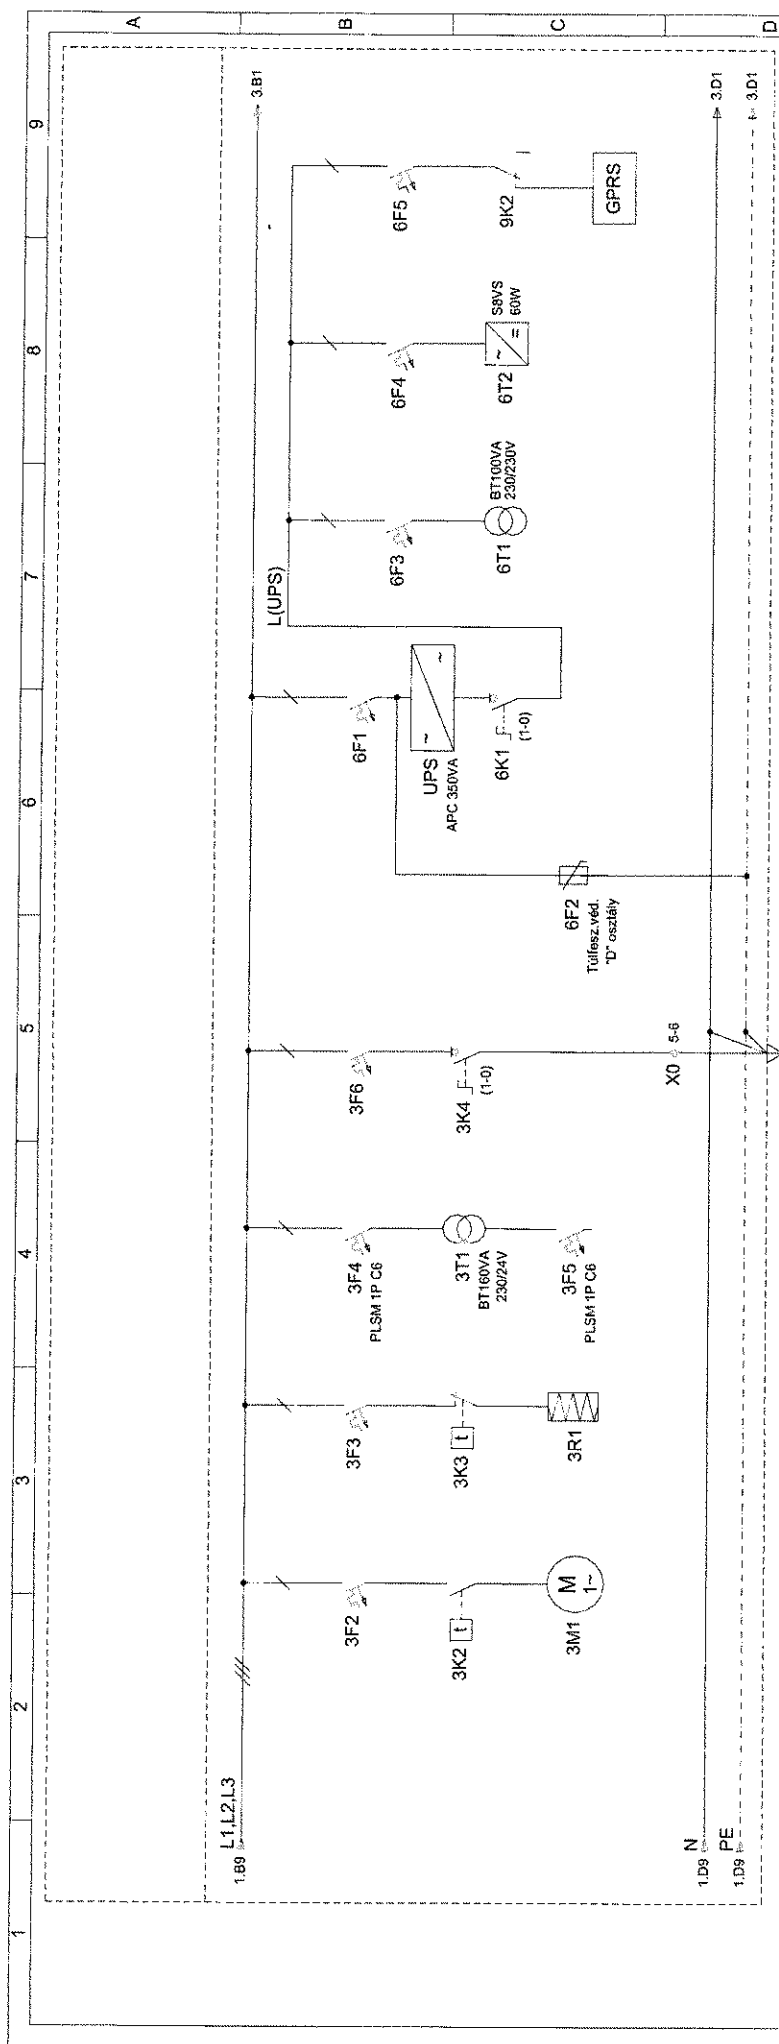 1 2 3 4 5 6 7 8 9
A
B
C
D
1.B9
L1,L2,L3
3.B1
L(UPS)
3F2
3F3
3F4
PLSM 1P C6
3F6
6F1
6F3
6F4
6F5
UPS
APC 350VA
~
~
3K2
t
3K3
t
3T1
BT160VA
230/24V
3K4
(1-0)
6K1
(1-0)
6T1
BT100VA
230/230V
6T2
S8VS
60W
~
=
9K2
3M1
M
1~
3R1
3F5
PLSM 1P C6
6F2
Túlfesz.véd.
"D" osztály
GPRS
X0
5-6
1.D9
N
3.D1
1.D9
PE
3.D1